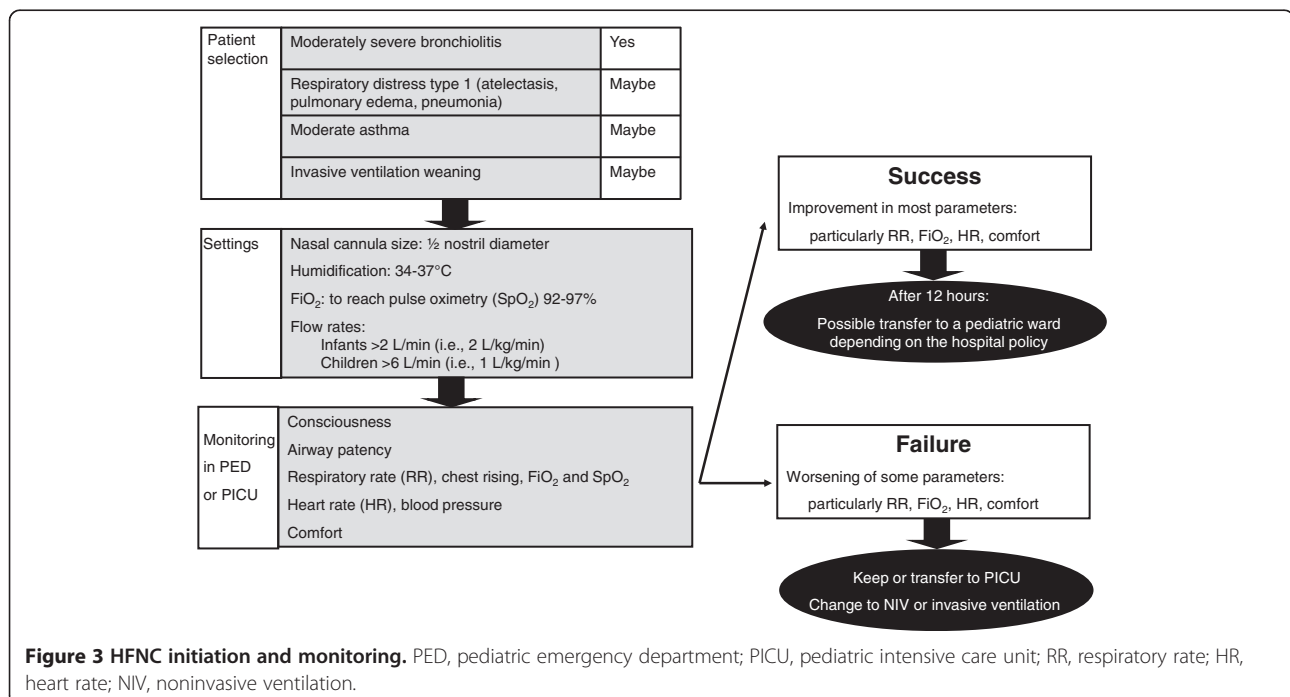 Patient
selection
Moderately severe bronchiolitis
Yes
Respiratory distress type 1 (atelectasis,
pulmonary edema, pneumonia)
Maybe
Moderate asthma
Maybe
Invasive ventilation weaning
Maybe
Settings
Nasal cannula size: ½ nostril diameter
Humidification: 34-37°C
FiO₂: to reach pulse oximetry (SpO₂) 92-97%
Flow rates:
Infants >2 L/min (i.e., 2 L/kg/min)
Children >6 L/min (i.e., 1 L/kg/min )
Monitoring
in PED
or PICU
Consciousness
Airway patency
Respiratory rate (RR), chest rising, FiO₂ and SpO₂
Heart rate (HR), blood pressure
Comfort
Success
Improvement in most parameters:
particularly RR, FiO₂, HR, comfort
After 12 hours:
Possible transfer to a pediatric ward
depending on the hospital policy
Failure
Worsening of some parameters:
particularly RR, FiO₂, HR, comfort
Keep or transfer to PICU
Change to NIV or invasive ventilation
Figure 3 HFNC initiation and monitoring. PED, pediatric emergency department; PICU, pediatric intensive care unit; RR, respiratory rate; HR,
heart rate; NIV, noninvasive ventilation.